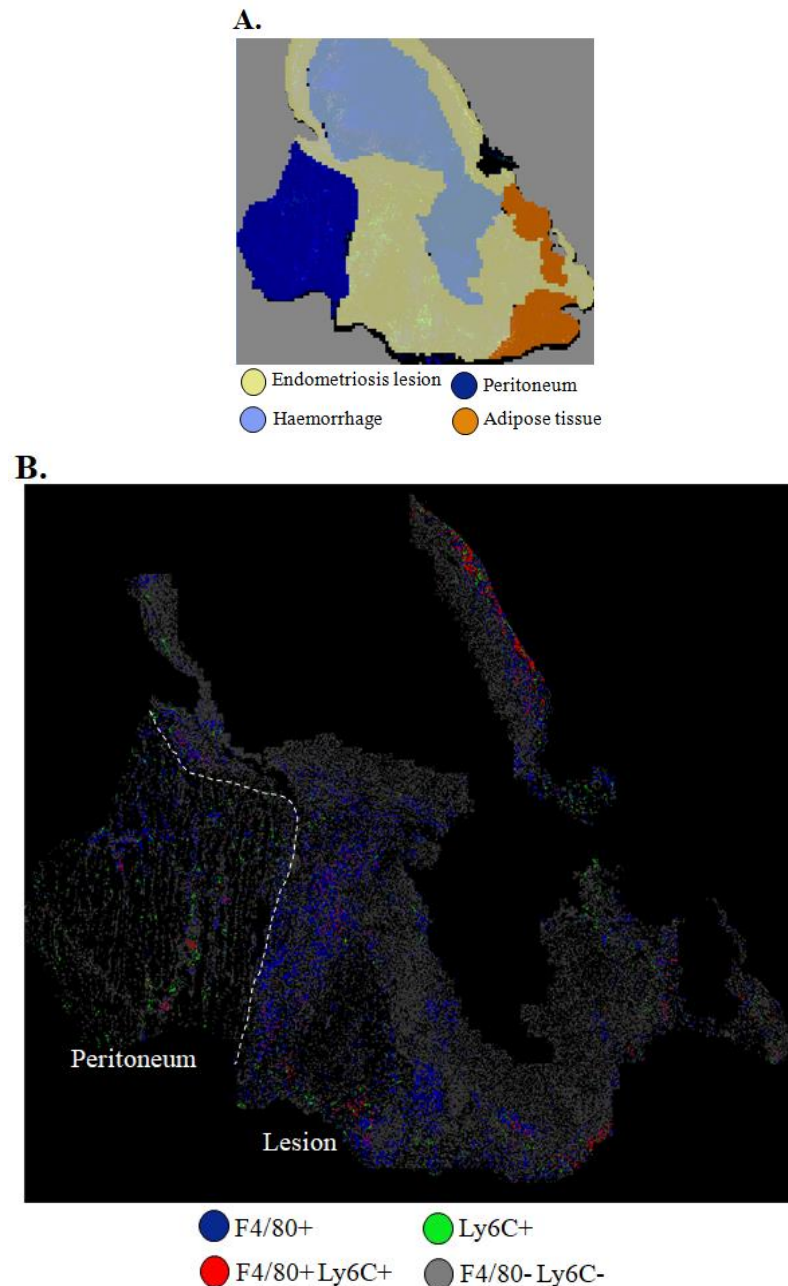 A.
Endometriosis lesion
Peritoneum
Haemorrhage
Adipose tissue
B.
Peritoneum
Lesion
F4/80+
Ly6C+
F4/80+Ly6C+
F4/80- Ly6C-